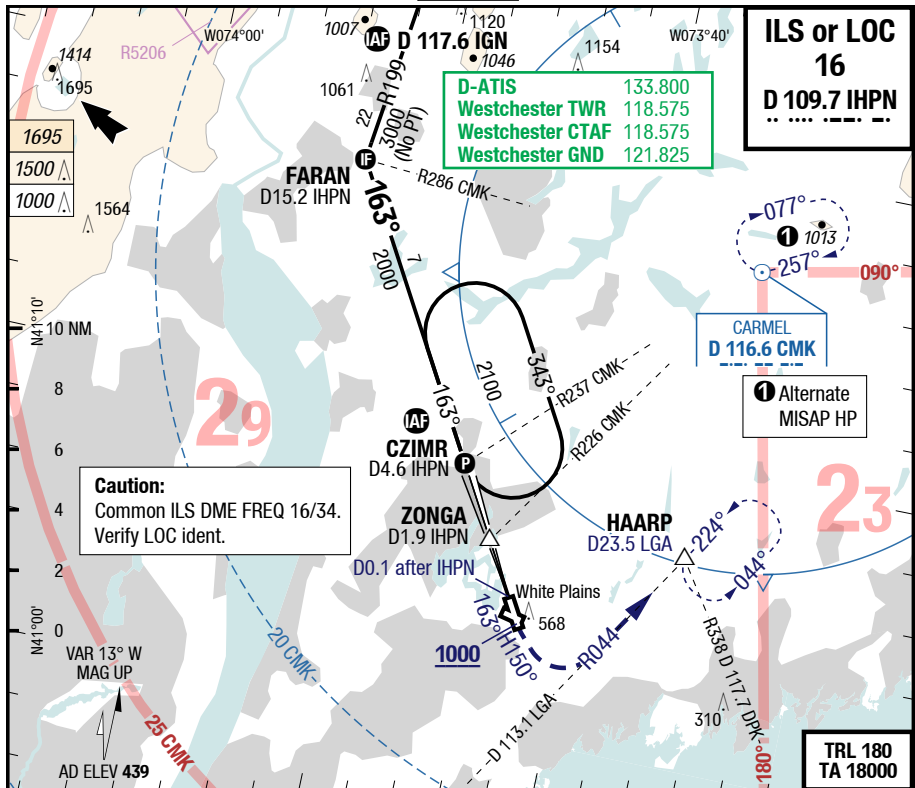 1414
1695
R5206
W074°00'
1007
IAF D 117.6 IGN
1120
1046
1154
W073°40'
ILS or LOC
16
D 109.7 IHPN
1695
1500
1000
1564
1061
R199
22
3000
(No PT)
D-ATIS 133.800
Westchester TWR 118.575
Westchester CTAF 118.575
Westchester GND 121.825
IF
FARAN
D15.2 IHPN
R286 CMK
163°
7
2000
077°
1 1013
257°
090°
CARMEL
D 116.6 CMK
1 Alternate
MISAP HP
N41°10'
10 NM
8
6
4
2
0
N41°00'
29
23
343°
2100
163°
R237 CMK
R226 CMK
IAF
CZIMR
D4.6 IHPN
P
Caution:
Common ILS DME FREQ 16/34.
Verify LOC ident.
ZONGA
D1.9 IHPN
HAARP
D23.5 LGA
224°
044°
D0.1 after IHPN
White Plains
568
163°
H150°
1000
R044
D 113.1 LGA
R338 D 117.7 DPK
310
20 CMK
25 CMK
VAR 13° W
MAG UP
AD ELEV 439
180°
TRL 180
TA 18000